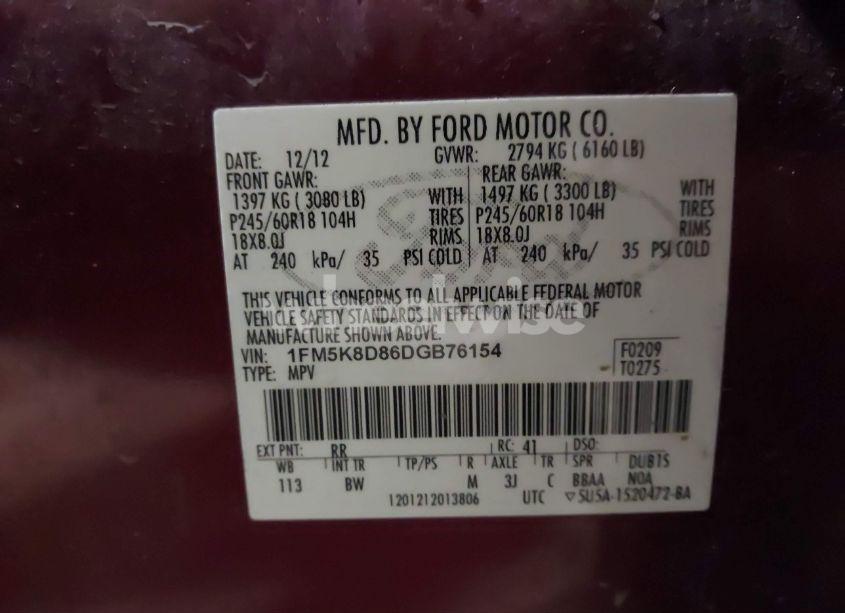 MFD. BY FORD MOTOR CO.
DATE: 12/12 GVWR: 2794 KG ( 6160 LB)
FRONT GAWR: REAR GAWR:
1397 KG ( 3080 LB) WITH 1497 KG ( 3300 LB) WITH
P245/60R18 104H TIRES P245/60R18 104H TIRES
18X8.0J RIMS 18X8.0J RIMS
AT 240 kPa/ 35 PSI COLD AT 240 kPa/ 35 PSI COLD
THIS VEHICLE CONFORMS TO ALL APPLICABLE FEDERAL MOTOR
VEHICLE SAFETY STANDARDS IN EFFECT ON THE DATE OF
MANUFACTURE SHOWN ABOVE.
VIN: 1FM5K8D86DGB76154 F0209
TYPE: MPV T0275
EXT PNT: RR RC: 41 DSO:
WB INT TR TP/PS R AXLE TR SPR DUB1S
113 BW M 3J C BBAA N0A
1201212013806 UTC ▽SU5A-1520472-BA